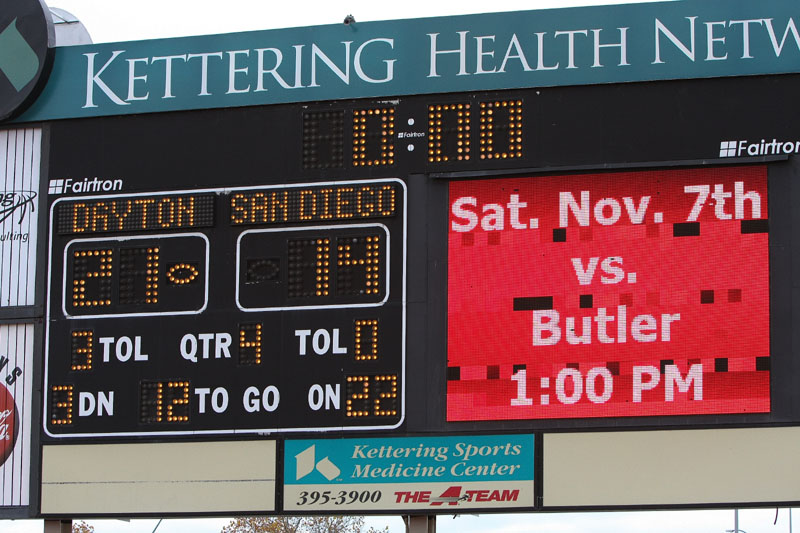 KETTERING HEALTH NETW
0:00
Fairtron
Fairtron
Fairtron
DAYTON SAN DIEGO
21 14
3 TOL QTR 4 TOL 0
3 DN 12 TO GO ON 22
Sat. Nov. 7th
vs.
Butler
1:00 PM
ulting
Kettering Sports
Medicine Center
395-3900 THE A-TEAM